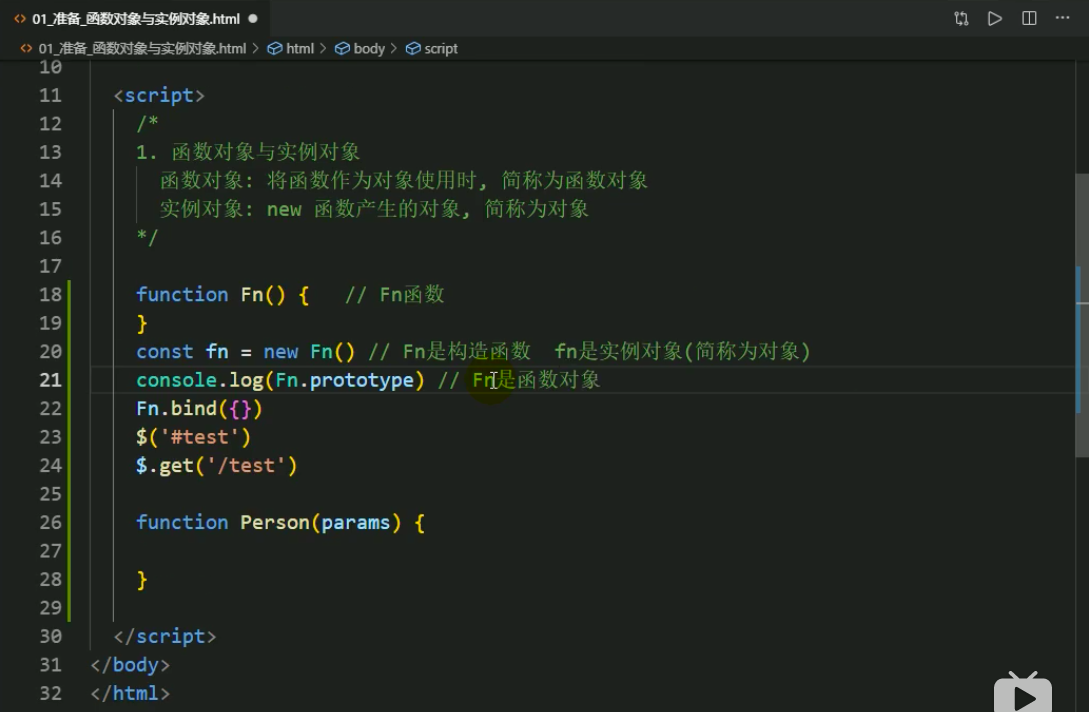 01_准备_函数对象与实例对象.html
01_准备_函数对象与实例对象.html > html > body > script
10
11 <script>
12 /*
13 1. 函数对象与实例对象
14 函数对象: 将函数作为对象使用时, 简称为函数对象
15 实例对象: new 函数产生的对象, 简称为对象
16 */
17
18 function Fn() { // Fn函数
19 }
20 const fn = new Fn() // Fn是构造函数 fn是实例对象(简称为对象)
21 console.log(Fn.prototype) // Fn是函数对象
22 Fn.bind({})
23 $('#test')
24 $.get('/test')
25
26 function Person(params) {
27
28 }
29
30 </script>
31 </body>
32 </html>